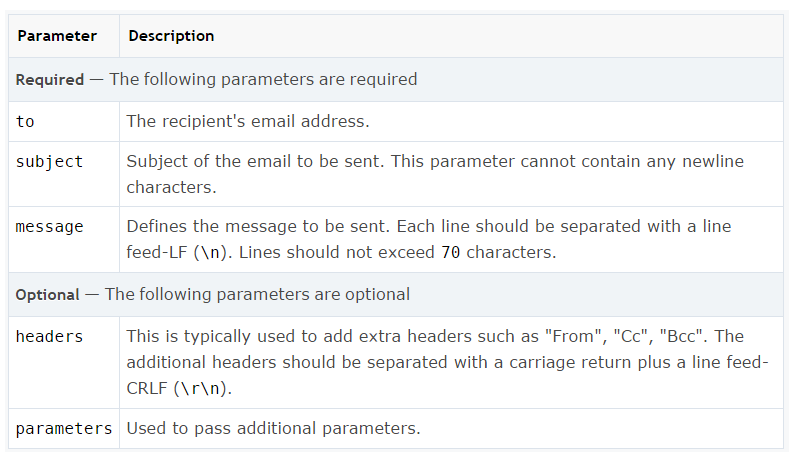 Parameter Description
Required — The following parameters are required
to The recipient's email address.
subject Subject of the email to be sent. This parameter cannot contain any newline
characters.
message Defines the message to be sent. Each line should be separated with a line
feed-LF (\n). Lines should not exceed 70 characters.
Optional — The following parameters are optional
headers This is typically used to add extra headers such as "From", "Cc", "Bcc". The
additional headers should be separated with a carriage return plus a line feed-
CRLF (\r\n).
parameters Used to pass additional parameters.